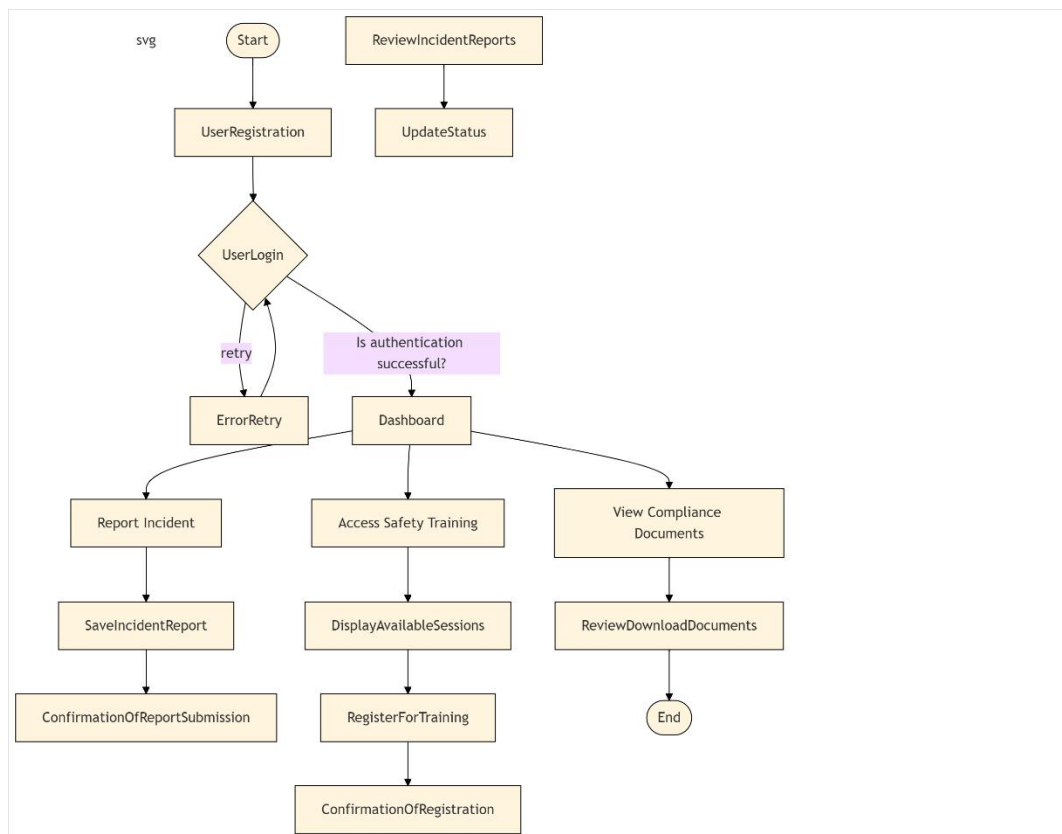 svg
Start
ReviewIncidentReports
UserRegistration
UpdateStatus
UserLogin
retry
Is authentication
successful?
ErrorRetry
Dashboard
Report Incident
Access Safety Training
View Compliance
Documents
SaveIncidentReport
DisplayAvailableSessions
ReviewDownloadDocuments
ConfirmationOfReportSubmission
RegisterForTraining
End
ConfirmationOfRegistration